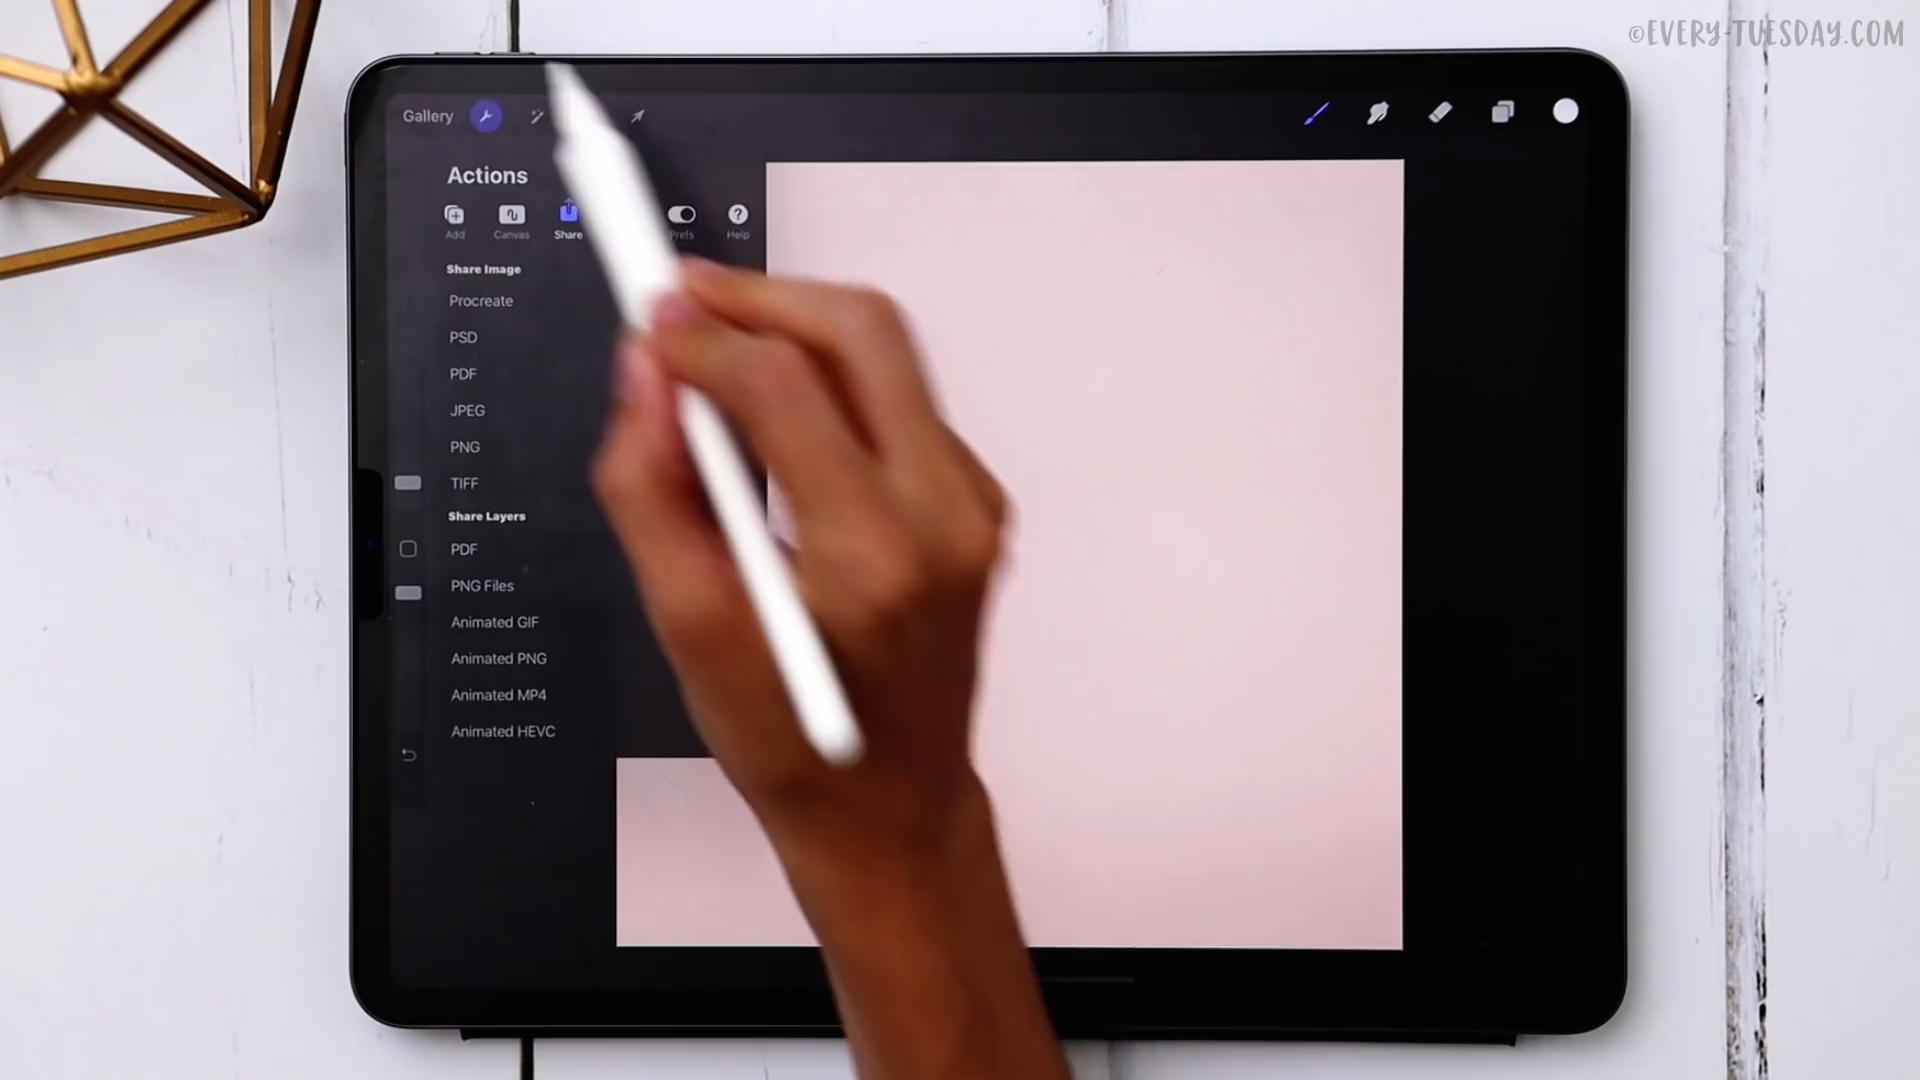 ©EVERY-TUESDAY.COM
Gallery
Actions
Add Canvas Share Prefs Help
Share Image
Procreate
PSD
PDF
JPEG
PNG
TIFF
Share Layers
PDF
PNG Files
Animated GIF
Animated PNG
Animated MP4
Animated HEVC